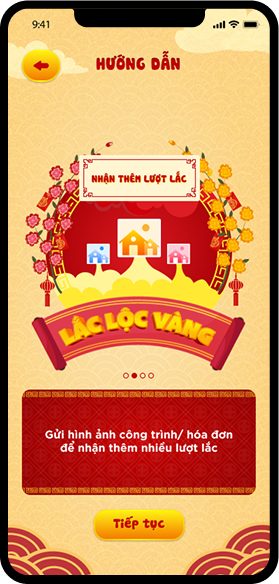 9:41
HƯỚNG DẪN
NHẬN THÊM LƯỢT LẮC
LẮC LỘC VÀNG
Gửi hình ảnh công trình/ hóa đơn
để nhận thêm nhiều lượt lắc
Tiếp tục